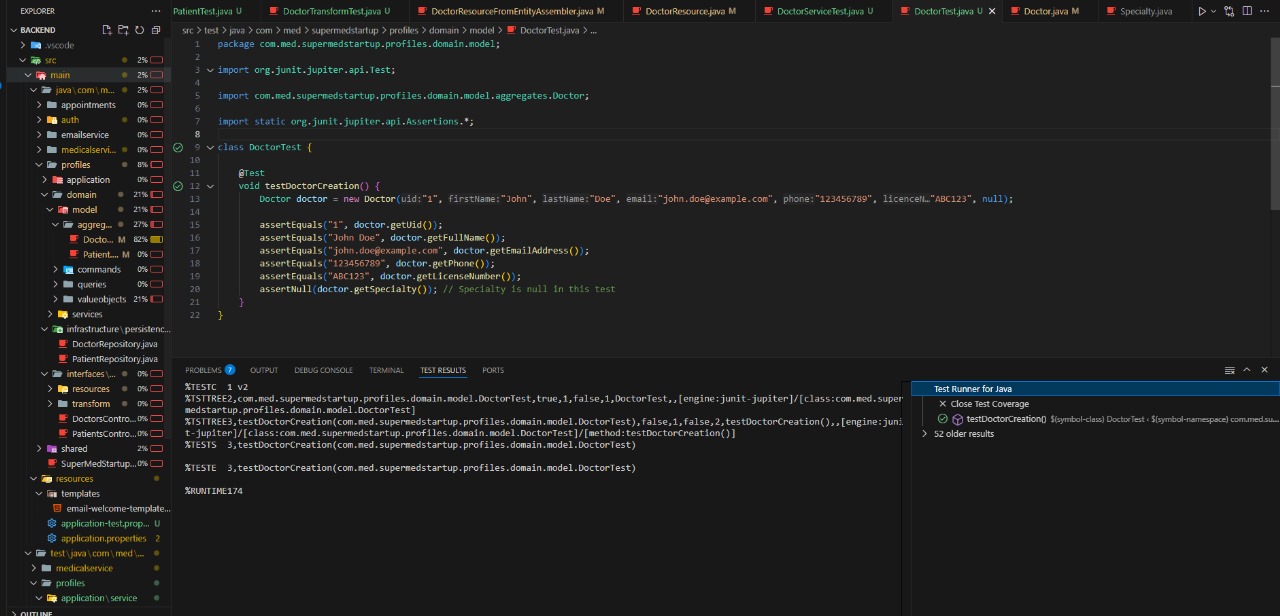 EXPLORER ...
PatientTest.java U
DoctorTransformTest.java U
DoctorResourceFromEntityAssembler.java M
DoctorResource.java M
DoctorServiceTest.java U
DoctorTest.java U
Doctor.java M
Specialty.java
BACKEND
.vscode
src 2%
main 2%
java\com\m... 2%
appointments 0%
auth 0%
emailservice 0%
medicalservi... 0%
profiles 8%
application 0%
domain 21%
model 21%
aggreg... 27%
Docto... M 82%
Patient.... M 0%
commands 0%
queries 0%
valueobjects 21%
services
infrastructure\persistenc...
DoctorRepository.java
PatientRepository.java
interfaces\... 0%
resources 0%
transform 0%
DoctorsContro... 0%
PatientsContro... 0%
shared 2%
SuperMedStartup... 0%
resources
templates
email-welcome-template...
application-test.prop... U
application.properties 2
test\java\com\med\...
medicalservice
profiles
application\service
OUTLINE
src > test > java > com > med > supermedstartup > profiles > domain > model > DoctorTest.java > ...
1 package com.med.supermedstartup.profiles.domain.model;
2
3 import org.junit.jupiter.api.Test;
4
5 import com.med.supermedstartup.profiles.domain.model.aggregates.Doctor;
6
7 import static org.junit.jupiter.api.Assertions.*;
8
9 class DoctorTest {
10
11 @Test
12 void testDoctorCreation() {
13 Doctor doctor = new Doctor(uid:"1", firstName:"John", lastName:"Doe", email:"john.doe@example.com", phone:"123456789", licenceN…"ABC123", null);
14
15 assertEquals("1", doctor.getUid());
16 assertEquals("John Doe", doctor.getFullName());
17 assertEquals("john.doe@example.com", doctor.getEmailAddress());
18 assertEquals("123456789", doctor.getPhone());
19 assertEquals("ABC123", doctor.getLicenseNumber());
20 assertNull(doctor.getSpecialty()); // Specialty is null in this test
21 }
22 }
PROBLEMS 7 OUTPUT DEBUG CONSOLE TERMINAL TEST RESULTS PORTS
%TESTC 1 v2
%TSTTREE2,com.med.supermedstartup.profiles.domain.model.DoctorTest,true,1,false,1,DoctorTest,,[engine:junit-jupiter]/[class:com.med.super
medstartup.profiles.domain.model.DoctorTest]
%TSTTREE3,testDoctorCreation(com.med.supermedstartup.profiles.domain.model.DoctorTest),false,1,false,2,testDoctorCreation(),,[engine:juni
t-jupiter]/[class:com.med.supermedstartup.profiles.domain.model.DoctorTest]/[method:testDoctorCreation()]
%TESTS 3,testDoctorCreation(com.med.supermedstartup.profiles.domain.model.DoctorTest)
%TESTE 3,testDoctorCreation(com.med.supermedstartup.profiles.domain.model.DoctorTest)
%RUNTIME174
Test Runner for Java
Close Test Coverage
testDoctorCreation() $(symbol-class) DoctorTest < $(symbol-namespace) com.med.su...
52 older results